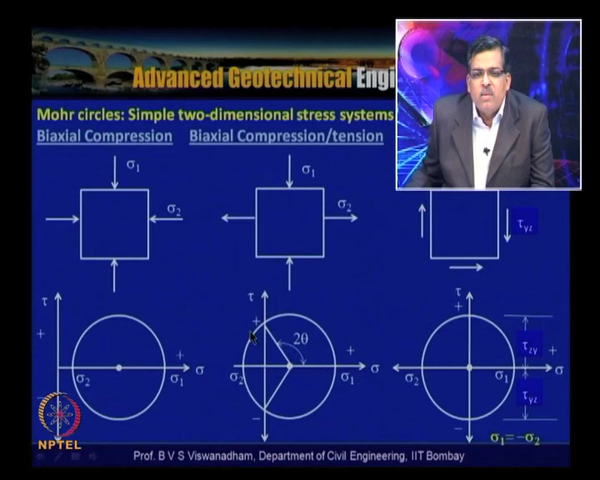 Advanced Geotechnical Engi
Mohr circles: Simple two-dimensional stress systems
Biaxial Compression Biaxial Compression/tension
σ1 σ1
σ2 σ2 τyz
τ τ τ
+ + +
2θ τzy
+ + +
σ2 σ1 σ σ2 σ1 σ σ2 σ1 σ
τyz
− − −
σ1=−σ2
NPTEL
Prof. B V S Viswanadham, Department of Civil Engineering, IIT Bombay